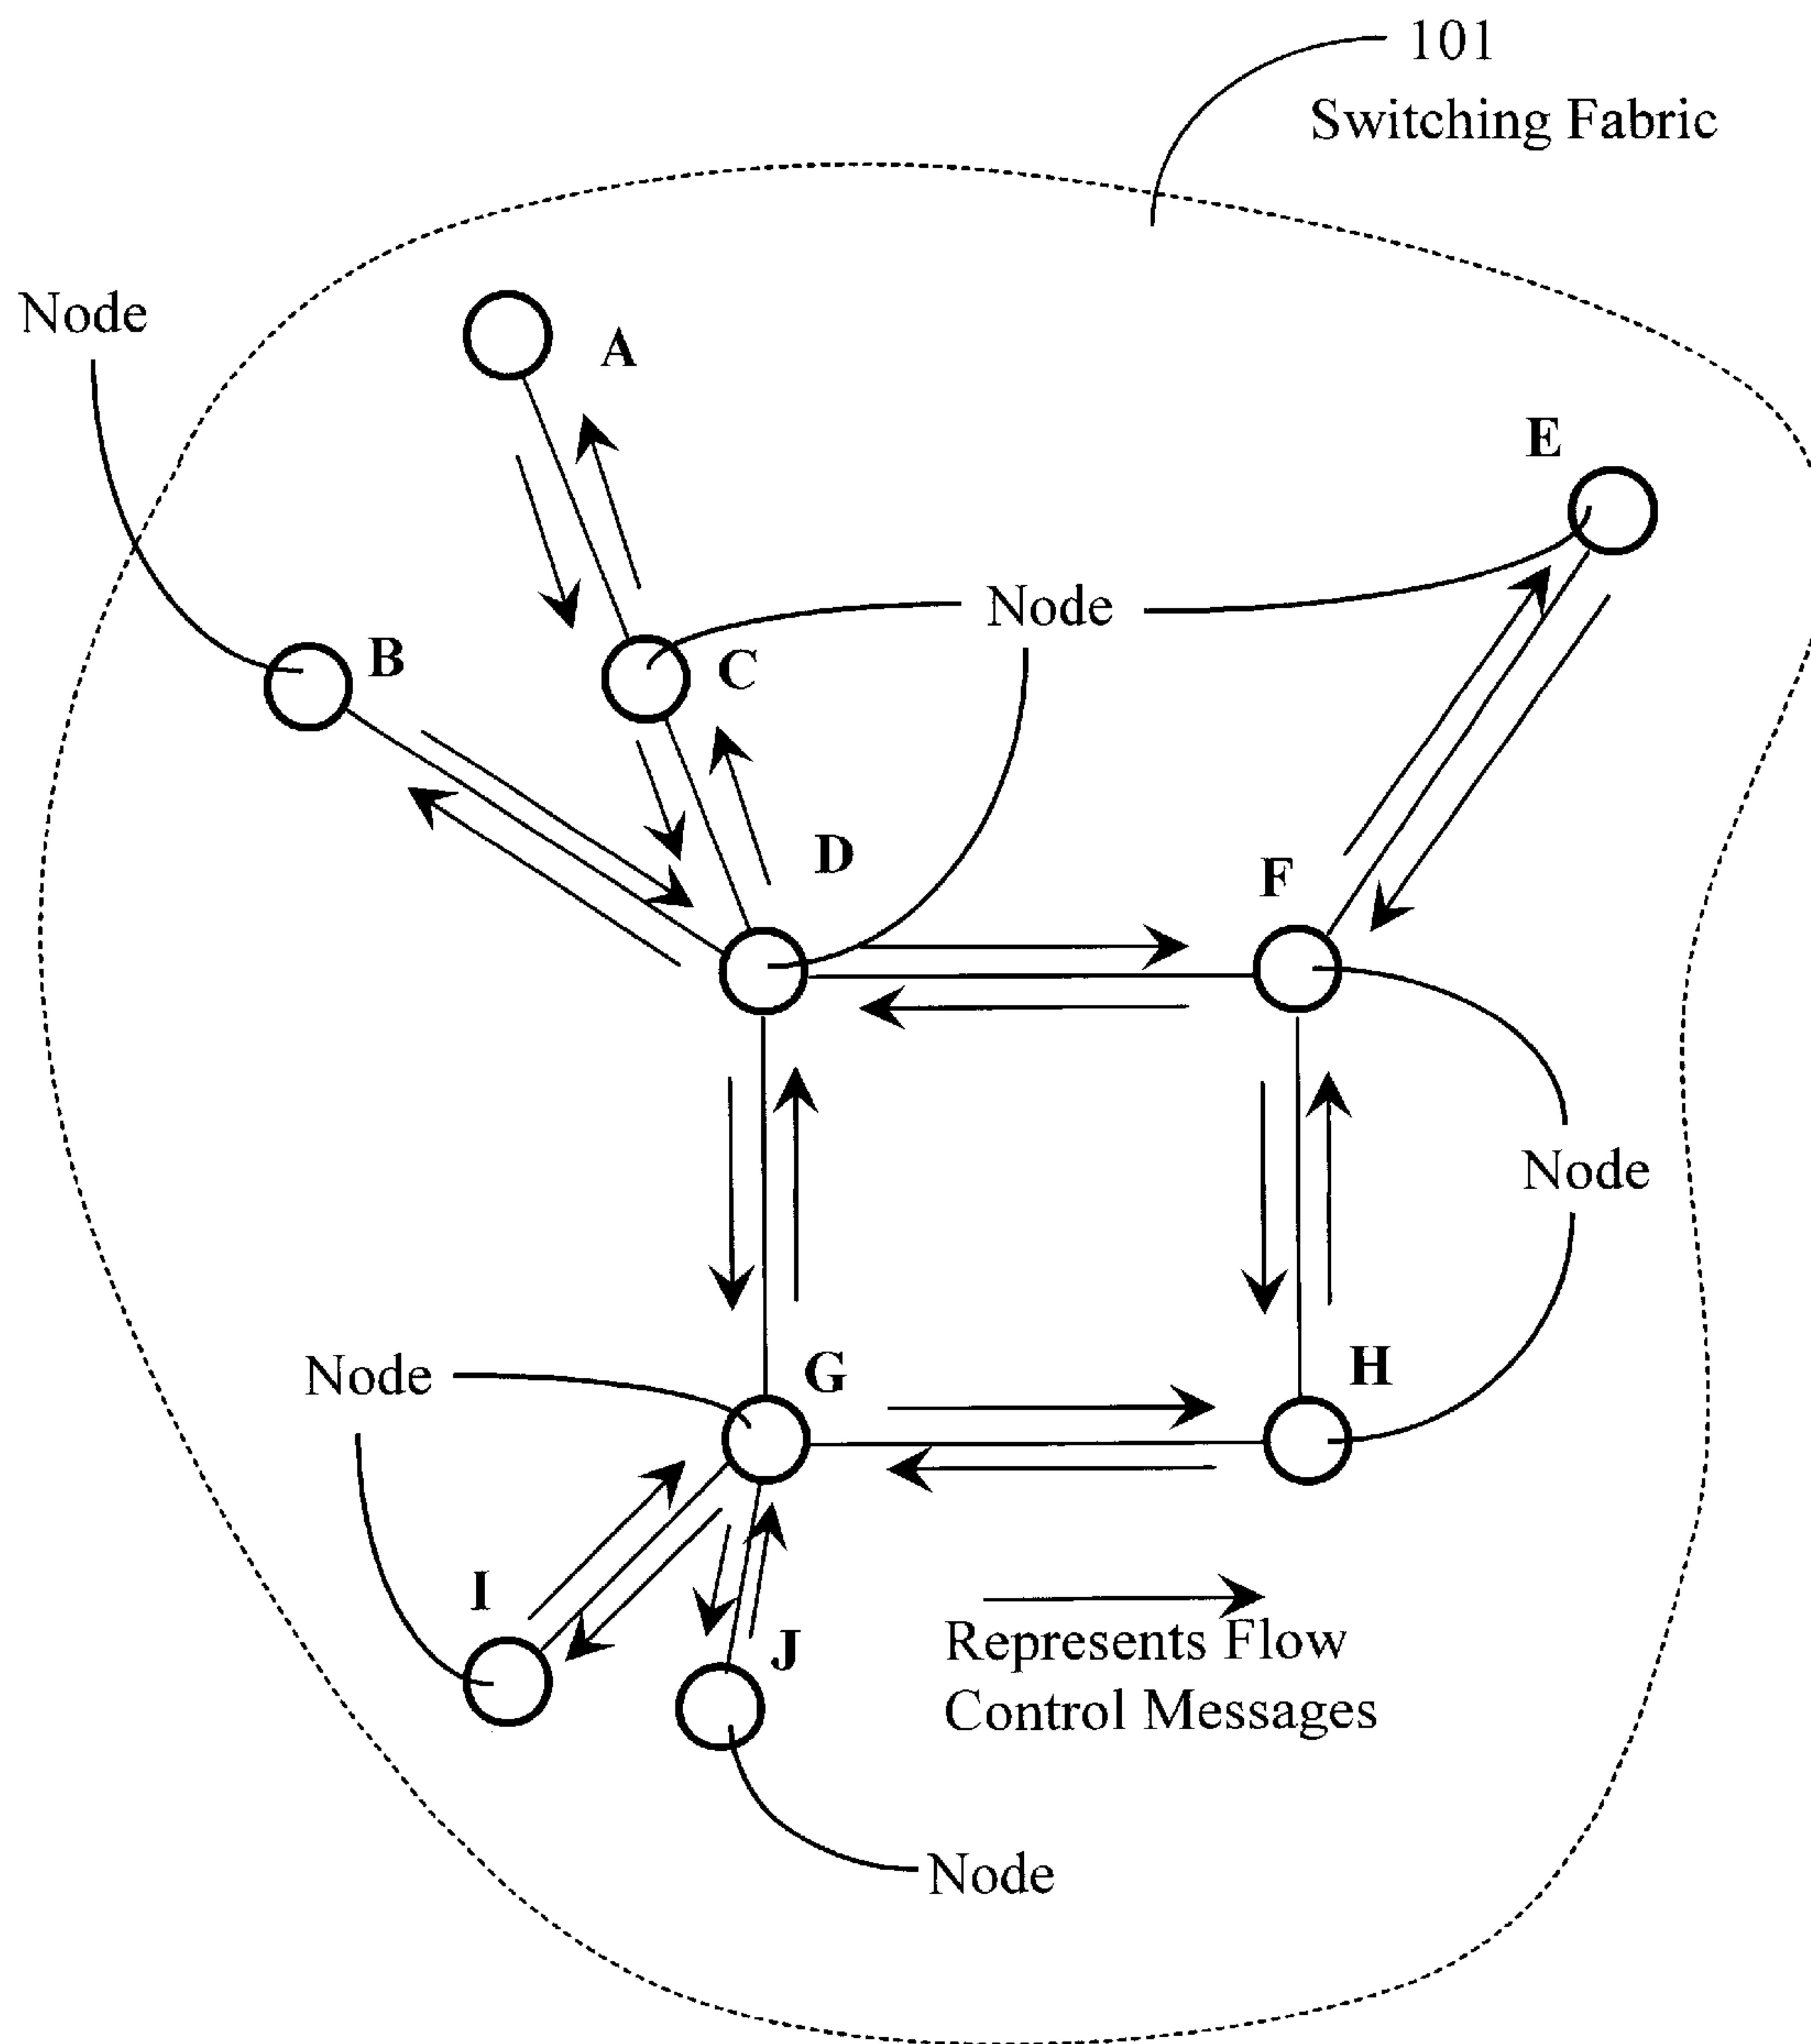 101
Switching Fabric
Node
A
E
Node
B
C
D
F
Node
Node
G
H
I
J
Represents Flow
Control Messages
Node